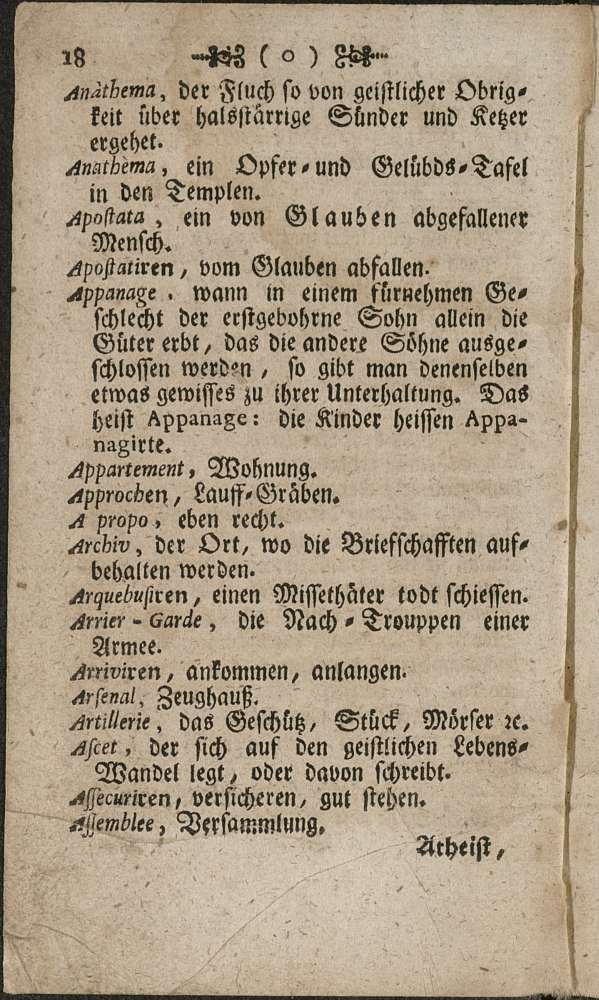 18 ( o )
Anàthema, der Fluch so von geistlicher Obrig-
keit über halsstärrige Sünder und Ketzer
ergehet.
Anathèma, ein Opfer-und Gelübds-Tafel
in den Templen.
Apostata, ein von Glauben abgefallener
Mensch.
Apostatiren, vom Glauben abfallen.
Appanage, wann in einem fürnehmen Ge-
schlecht der erstgebohrne Sohn allein die
Güter erbt, das die andere Söhne ausge-
schlossen werden, so gibt man denenselben
etwas gewisses zu ihrer Unterhaltung. Das
heist Appanage: die Kinder heissen Appa-
nagirte.
Appartement, Wohnung.
Approchen, Lauff-Gräben.
A propo, eben recht.
Archiv, der Ort, wo die Briefschafften auf-
behalten werden.
Arquebusiren, einen Missethäter todt schiessen.
Arrier-Garde, die Nach-Trouppen einer
Armee.
Arriviren, ankommen, anlangen.
Arsenal, Zeughauß.
Artillerie, das Geschütz, Stück, Mörser ꝛc.
Ascet, der sich auf den geistlichen Lebens-
Wandel legt, oder davon schreibt.
Assecuriren, versicheren, gut stehen.
Assemblee, Versammlung.
Atheist,